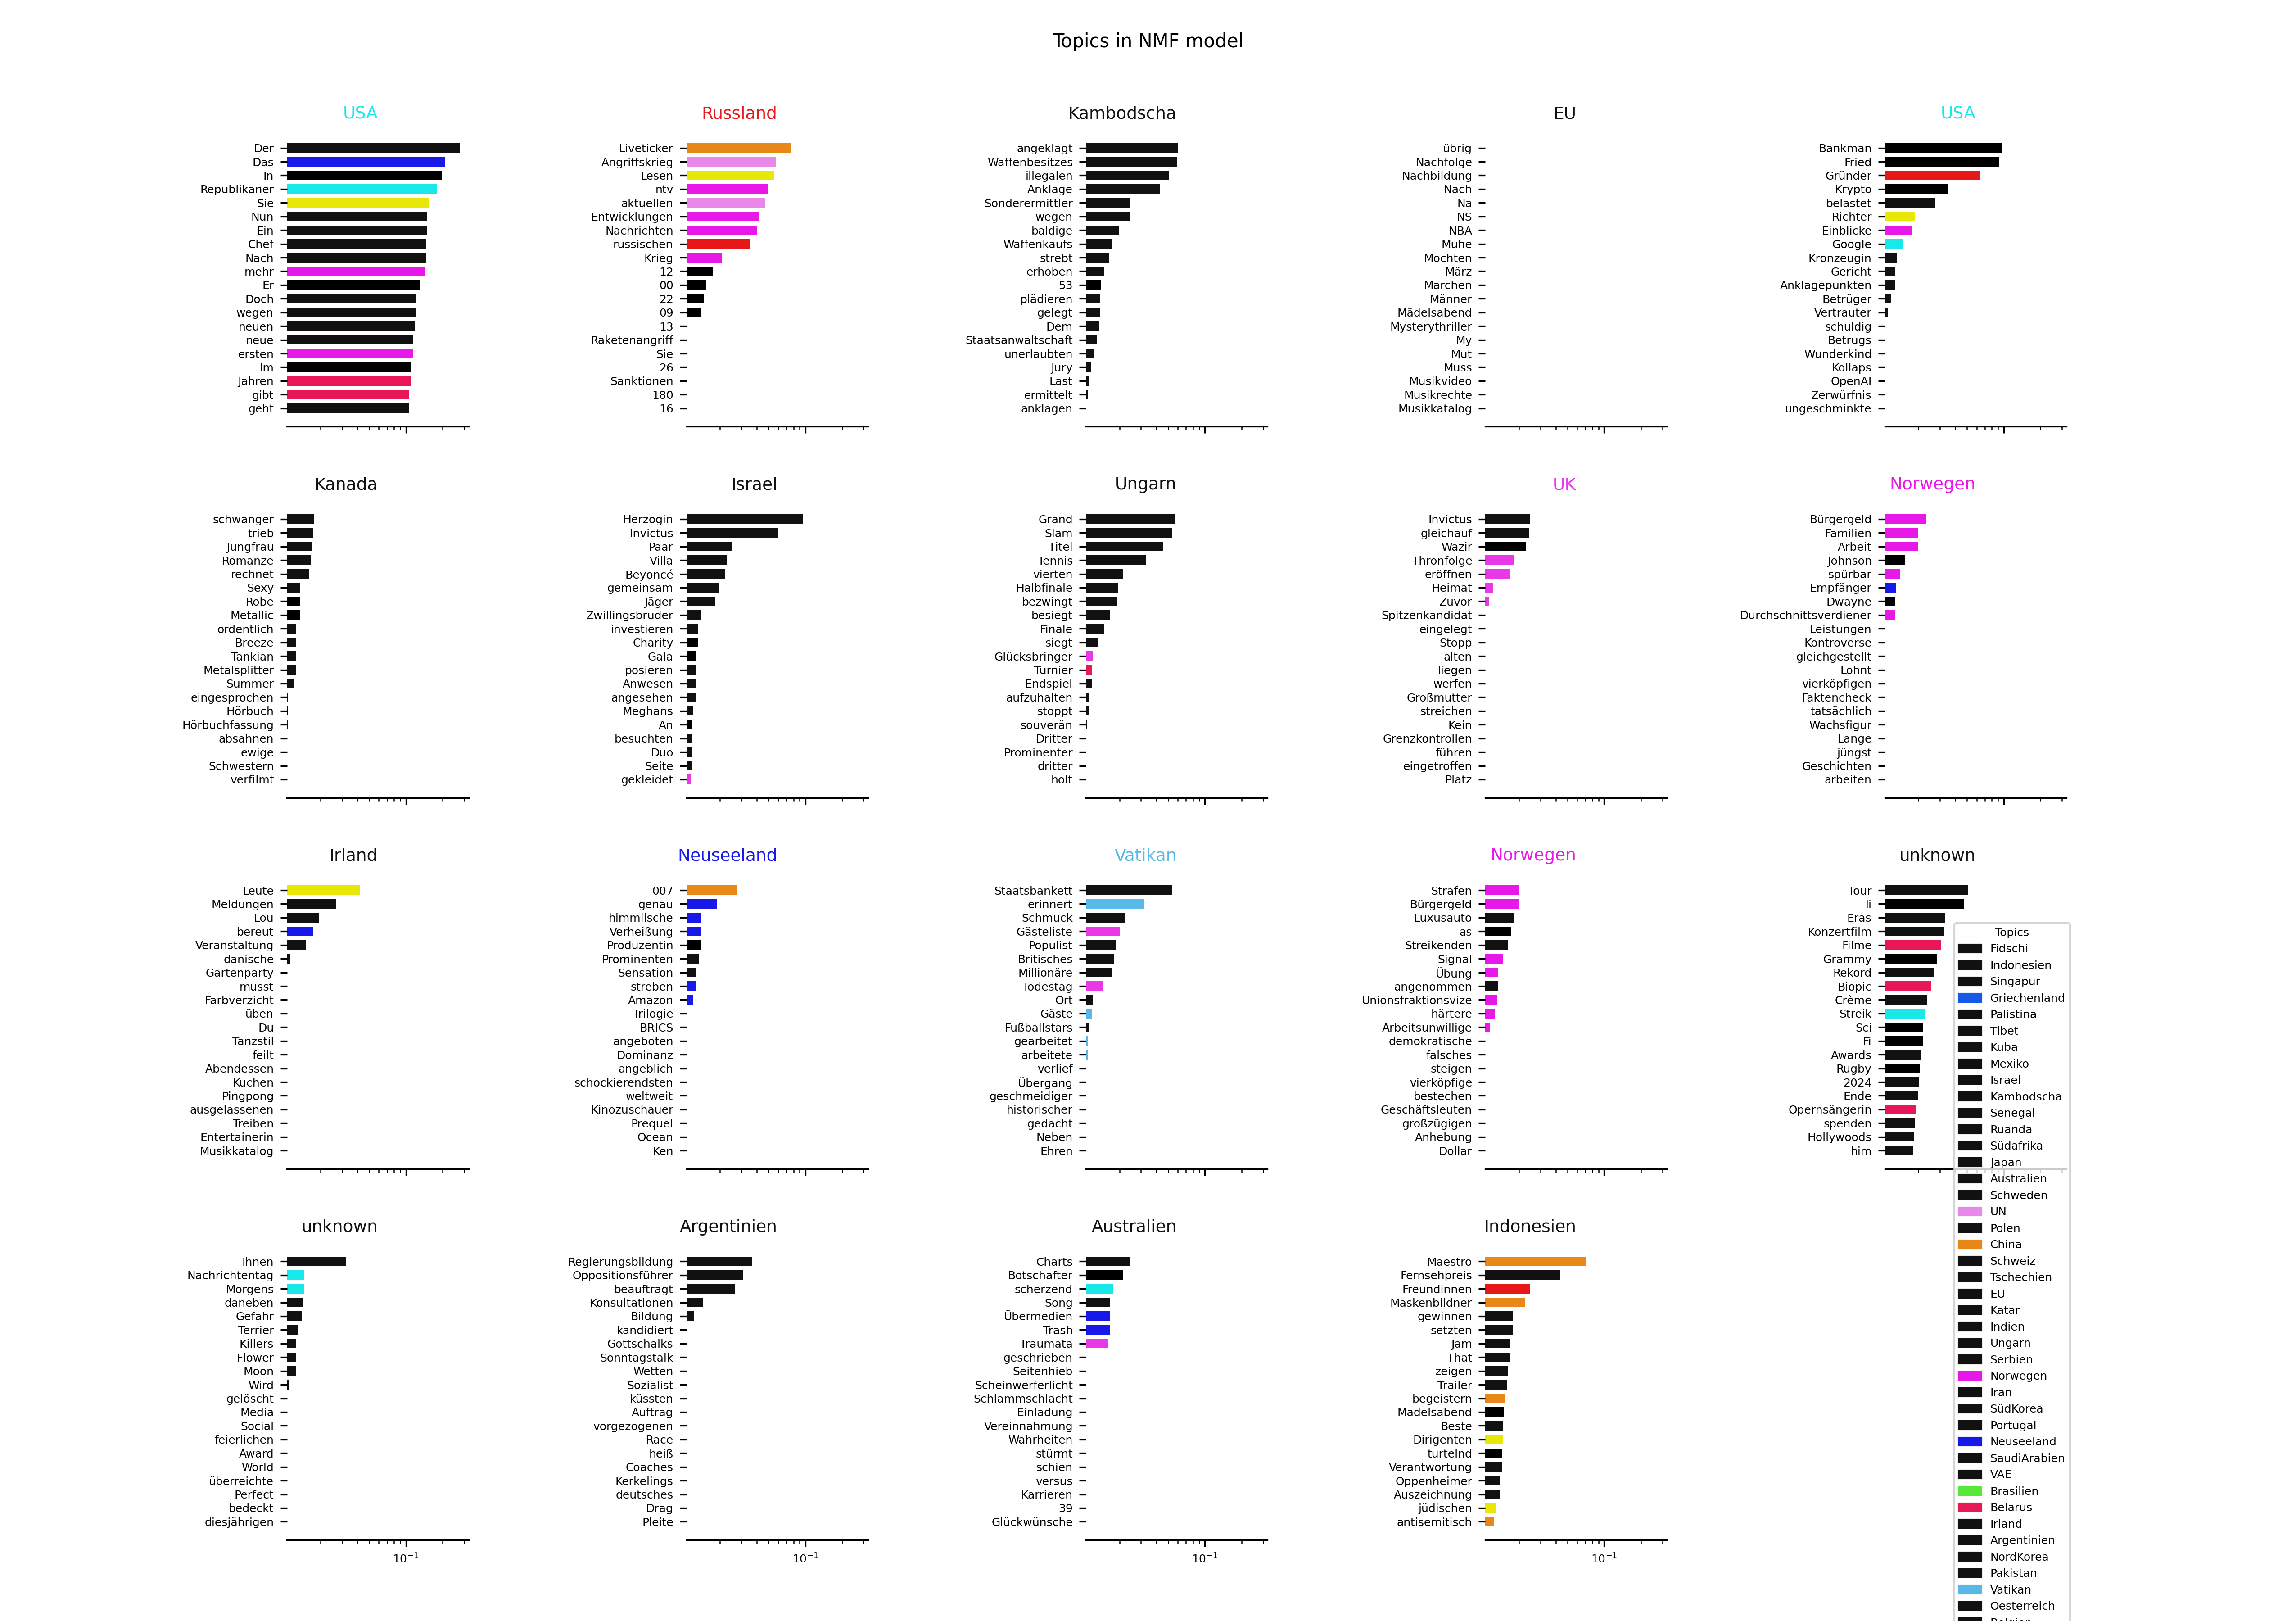 Topics in NMF model
USA
Der
Das
In
Republikaner
Sie
Nun
Ein
Chef
Nach
mehr
Er
Doch
wegen
neuen
neue
ersten
Im
Jahren
gibt
geht
Russland
Liveticker
Angriffskrieg
Lesen
ntv
aktuellen
Entwicklungen
Nachrichten
russischen
Krieg
12
00
22
09
13
Raketenangriff
Sie
26
Sanktionen
180
16
Kambodscha
angeklagt
Waffenbesitzes
illegalen
Anklage
Sonderermittler
wegen
baldige
Waffenkaufs
strebt
erhoben
53
plädieren
gelegt
Dem
Staatsanwaltschaft
unerlaubten
Jury
Last
ermittelt
anklagen
EU
übrig
Nachfolge
Nachbildung
Nach
Na
NS
NBA
Mühe
Möchten
März
Märchen
Männer
Mädelsabend
Mysterythriller
My
Mut
Muss
Musikvideo
Musikrechte
Musikkatalog
USA
Bankman
Fried
Gründer
Krypto
belastet
Richter
Einblicke
Google
Kronzeugin
Gericht
Anklagepunkten
Betrüger
Vertrauter
schuldig
Betrugs
Wunderkind
Kollaps
OpenAI
Zerwürfnis
ungeschminkte
Kanada
schwanger
trieb
Jungfrau
Romanze
rechnet
Sexy
Robe
Metallic
ordentlich
Breeze
Tankian
Metalsplitter
Summer
eingesprochen
Hörbuch
Hörbuchfassung
absahnen
ewige
Schwestern
verfilmt
Israel
Herzogin
Invictus
Paar
Villa
Beyoncé
gemeinsam
Jäger
Zwillingsbruder
investieren
Charity
Gala
posieren
Anwesen
angesehen
Meghans
An
besuchten
Duo
Seite
gekleidet
Ungarn
Grand
Slam
Titel
Tennis
vierten
Halbfinale
bezwingt
besiegt
Finale
siegt
Glücksbringer
Turnier
Endspiel
aufzuhalten
stoppt
souverän
Dritter
Prominenter
dritter
holt
UK
Invictus
gleichauf
Wazir
Thronfolge
eröffnen
Heimat
Zuvor
Spitzenkandidat
eingelegt
Stopp
alten
liegen
werfen
Großmutter
streichen
Kein
Grenzkontrollen
führen
eingetroffen
Platz
Norwegen
Bürgergeld
Familien
Arbeit
Johnson
spürbar
Empfänger
Dwayne
Durchschnittsverdiener
Leistungen
Kontroverse
gleichgestellt
Lohnt
vierköpfigen
Faktencheck
tatsächlich
Wachsfigur
Lange
jüngst
Geschichten
arbeiten
Irland
Leute
Meldungen
Lou
bereut
Veranstaltung
dänische
Gartenparty
musst
Farbverzicht
üben
Du
Tanzstil
feilt
Abendessen
Kuchen
Pingpong
ausgelassenen
Treiben
Entertainerin
Musikkatalog
Neuseeland
007
genau
himmlische
Verheißung
Produzentin
Prominenten
Sensation
streben
Amazon
Trilogie
BRICS
angeboten
Dominanz
angeblich
schockierendsten
weltweit
Kinozuschauer
Prequel
Ocean
Ken
Vatikan
Staatsbankett
erinnert
Schmuck
Gästeliste
Populist
Britisches
Millionäre
Todestag
Ort
Gäste
Fußballstars
gearbeitet
arbeitete
verlief
Übergang
geschmeidiger
historischer
gedacht
Neben
Ehren
Norwegen
Strafen
Bürgergeld
Luxusauto
as
Streikenden
Signal
Übung
angenommen
Unionsfraktionsvize
härtere
Arbeitsunwillige
demokratische
falsches
steigen
vierköpfige
bestechen
Geschäftsleuten
großzügigen
Anhebung
Dollar
unknown
Tour
li
Eras
Konzertfilm
Filme
Grammy
Rekord
Biopic
Crème
Streik
Sci
Fi
Awards
Rugby
2024
Ende
Opernsängerin
spenden
Hollywoods
him
unknown
Ihnen
Nachrichtentag
Morgens
daneben
Gefahr
Terrier
Killers
Flower
Moon
Wird
gelöscht
Media
Social
feierlichen
Award
World
überreichte
Perfect
bedeckt
diesjährigen
10⁻¹
Argentinien
Regierungsbildung
Oppositionsführer
beauftragt
Konsultationen
Bildung
kandidiert
Gottschalks
Sonntagstalk
Wetten
Sozialist
küssten
Auftrag
vorgezogenen
Race
heiß
Coaches
Kerkelings
deutsches
Drag
Pleite
10⁻¹
Australien
Charts
Botschafter
scherzend
Song
Übermedien
Trash
Traumata
geschrieben
Seitenhieb
Scheinwerferlicht
Schlammschlacht
Einladung
Vereinnahmung
Wahrheiten
stürmt
schien
versus
Karrieren
39
Glückwünsche
10⁻¹
Indonesien
Maestro
Fernsehpreis
Freundinnen
Maskenbildner
gewinnen
setzten
Jam
That
zeigen
Trailer
begeistern
Mädelsabend
Beste
Dirigenten
turtelnd
Verantwortung
Oppenheimer
Auszeichnung
jüdischen
antisemitisch
10⁻¹
Topics
Fidschi
Indonesien
Singapur
Griechenland
Palistina
Tibet
Kuba
Mexiko
Israel
Kambodscha
Senegal
Ruanda
Südafrika
Japan
Australien
Schweden
UN
Polen
China
Schweiz
Tschechien
EU
Katar
Indien
Ungarn
Serbien
Norwegen
Iran
SüdKorea
Portugal
Neuseeland
SaudiArabien
VAE
Brasilien
Belarus
Irland
Argentinien
NordKorea
Pakistan
Vatikan
Oesterreich